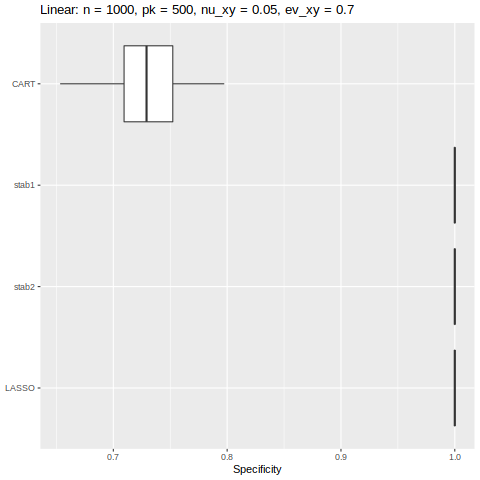 Linear: n = 1000, pk = 500, nu_xy = 0.05, ev_xy = 0.7
CART
stab1
stab2
LASSO
0.7 0.8 0.9 1.0
Specificity